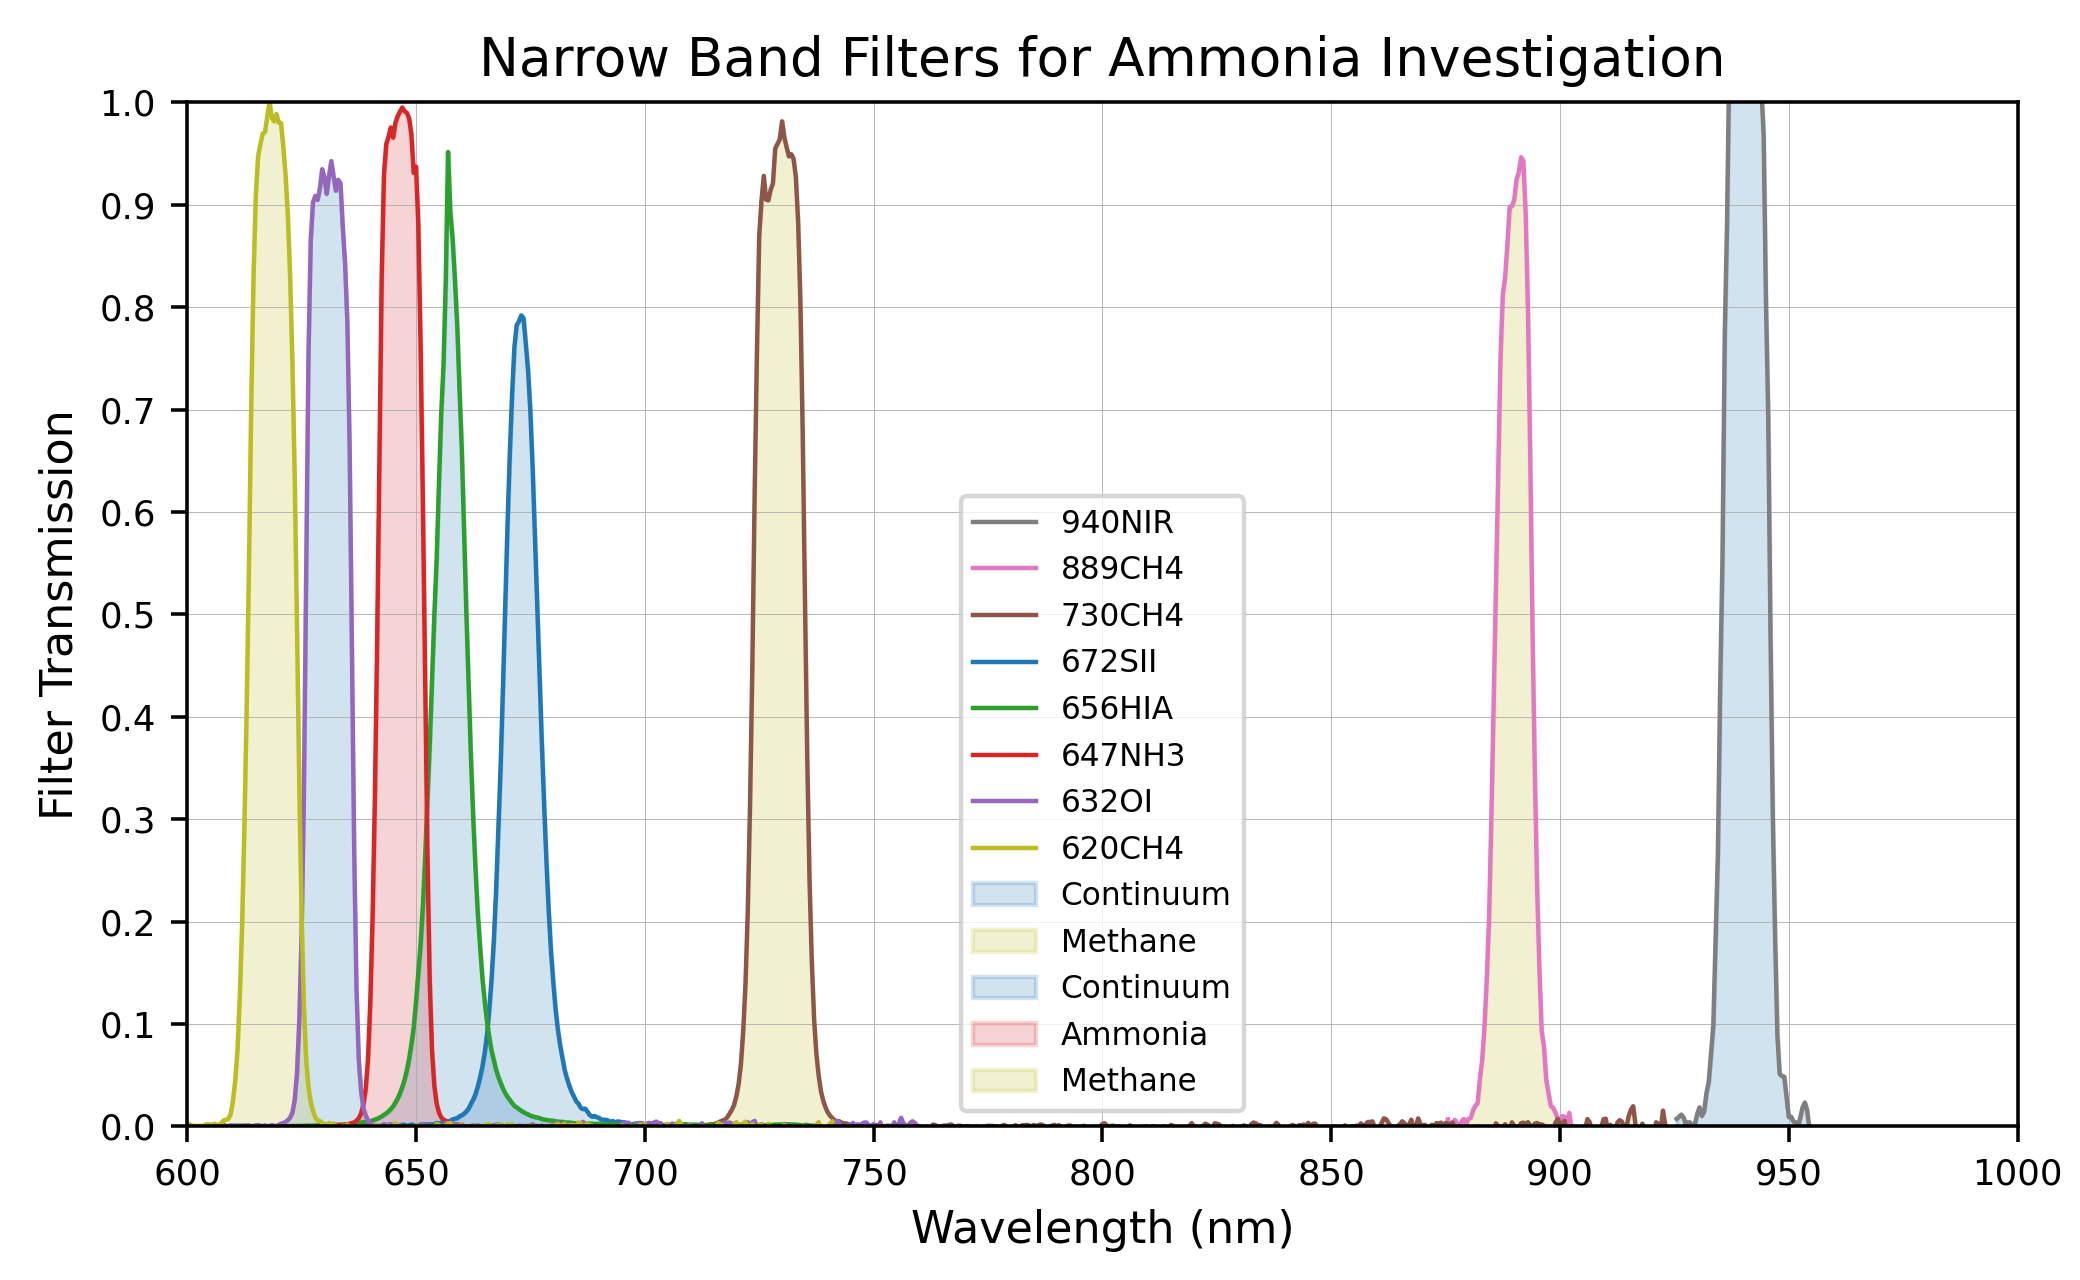 Narrow Band Filters for Ammonia Investigation
1.0
0.9
0.8
0.7
0.6
0.5
0.4
0.3
0.2
0.1
0.0
Filter Transmission
940NIR
889CH4
730CH4
672SII
656HIA
647NH3
632OI
620CH4
Continuum
Methane
Continuum
Ammonia
Methane
600 650 700 750 800 850 900 950 1000
Wavelength (nm)